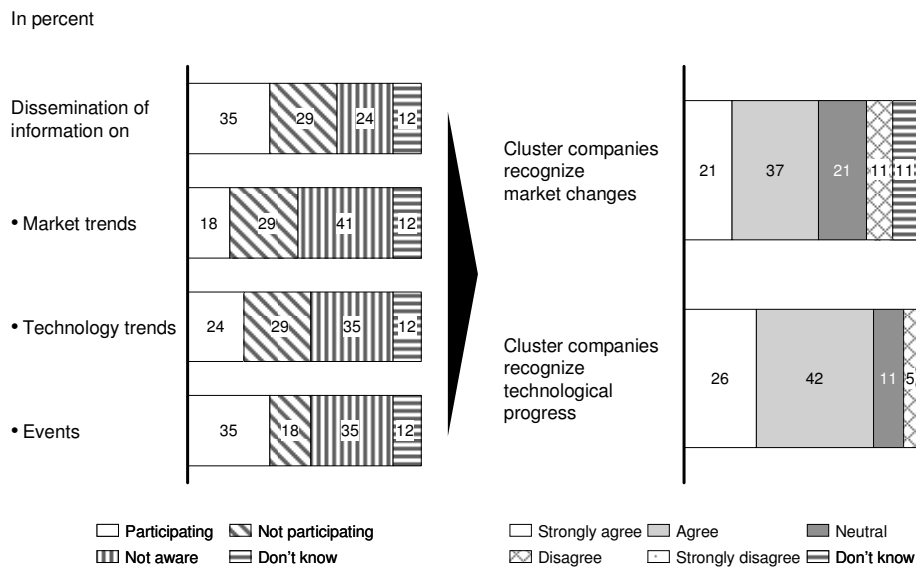 In percent
Dissemination of
information on
35 29 24 12
• Market trends
18 29 41 12
• Technology trends
24 29 35 12
• Events
35 18 35 12
Participating Not participating
Not aware Don't know
Cluster companies
recognize
market changes
21 37 21 11 11
Cluster companies
recognize
technological
progress
26 42 11 5
Strongly agree Agree Neutral
Disagree Strongly disagree Don't know